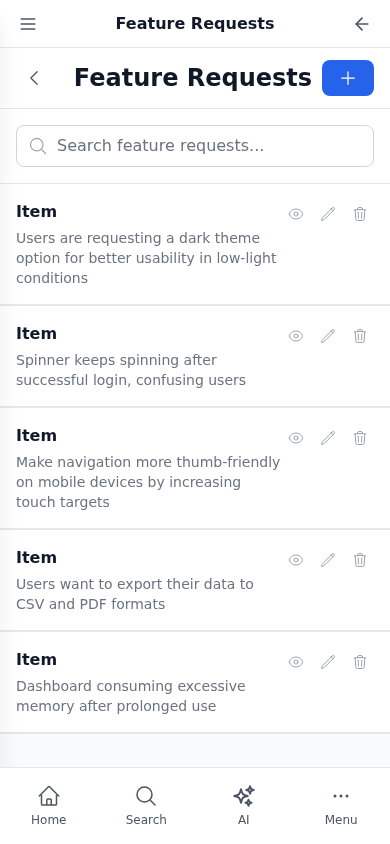 Feature Requests
Feature Requests
Search feature requests...
Item
Users are requesting a dark theme
option for better usability in low-light
conditions
Item
Spinner keeps spinning after
successful login, confusing users
Item
Make navigation more thumb-friendly
on mobile devices by increasing
touch targets
Item
Users want to export their data to
CSV and PDF formats
Item
Dashboard consuming excessive
memory after prolonged use
Home Search AI Menu